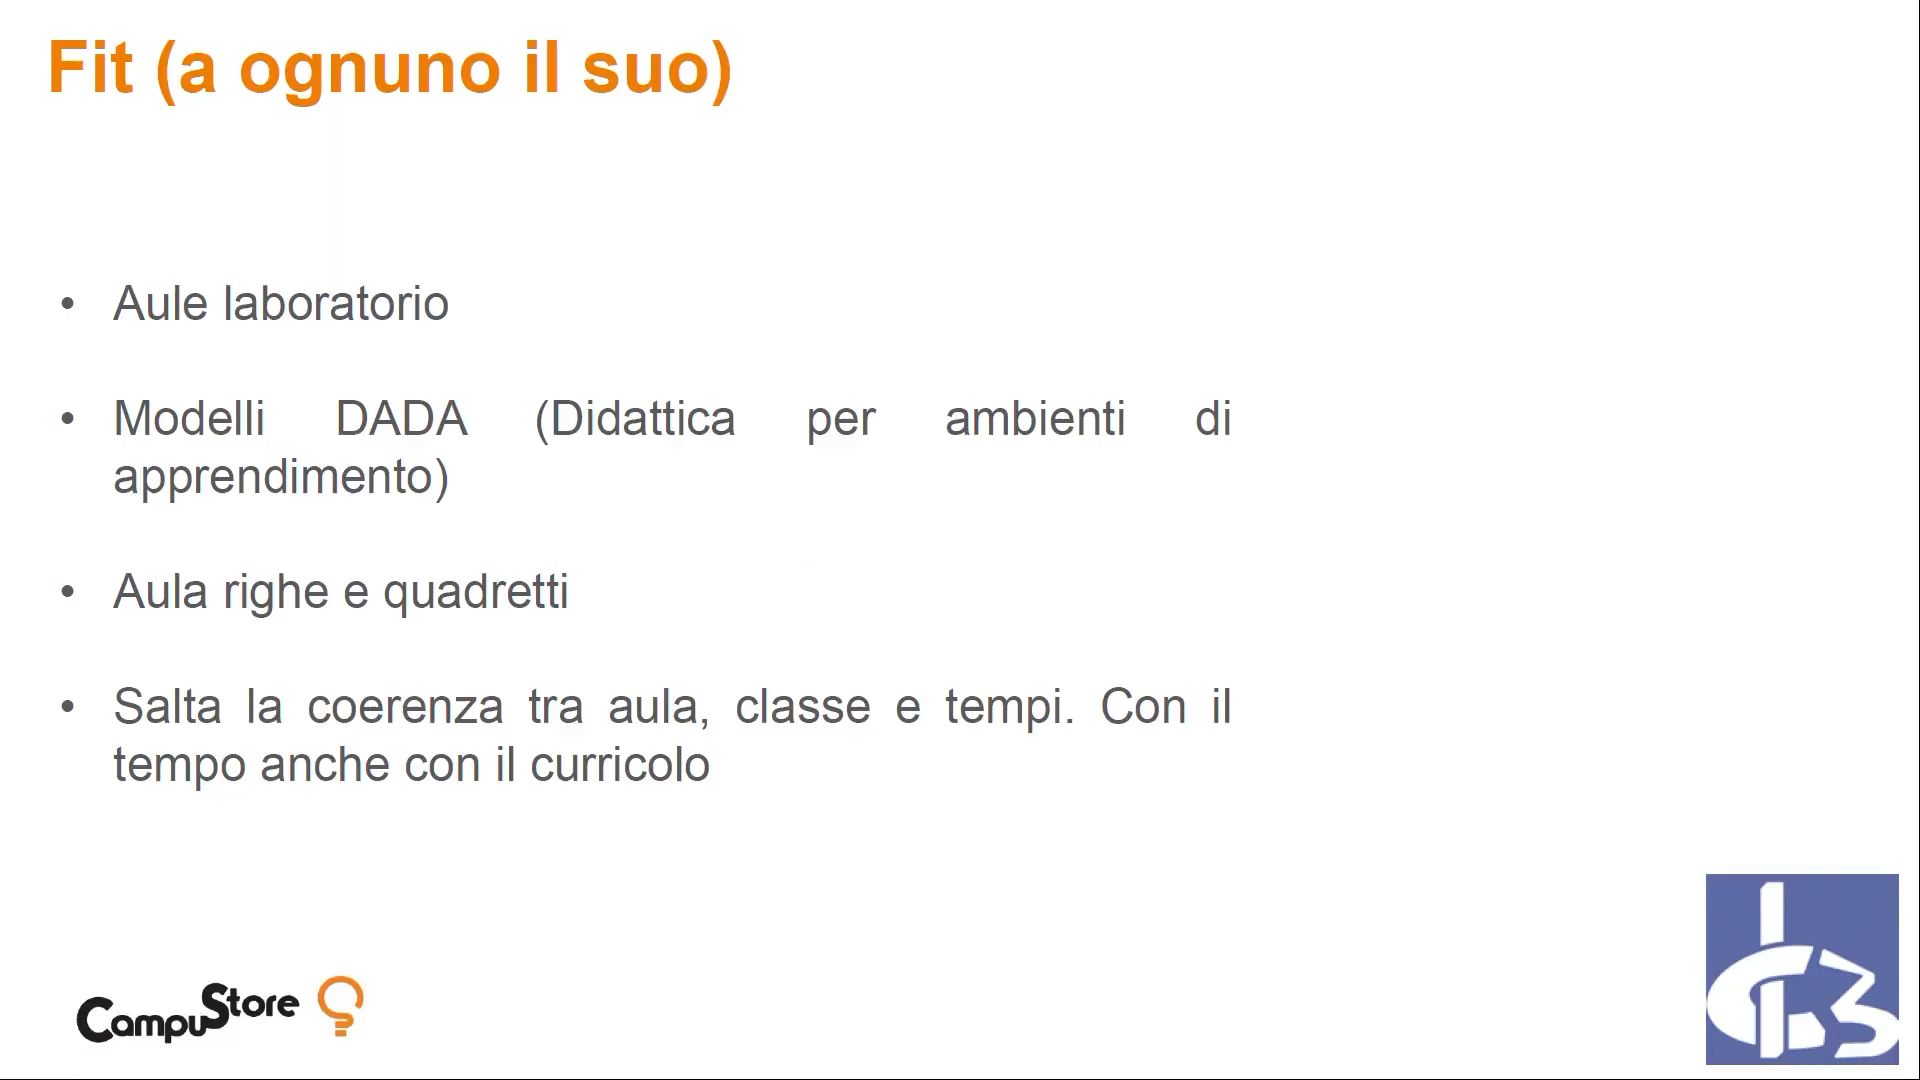 Fit (a ognuno il suo)
• Aule laboratorio
• Modelli DADA (Didattica per ambienti di
apprendimento)
• Aula righe e quadretti
• Salta la coerenza tra aula, classe e tempi. Con il
tempo anche con il curricolo
CampuStore
IC3